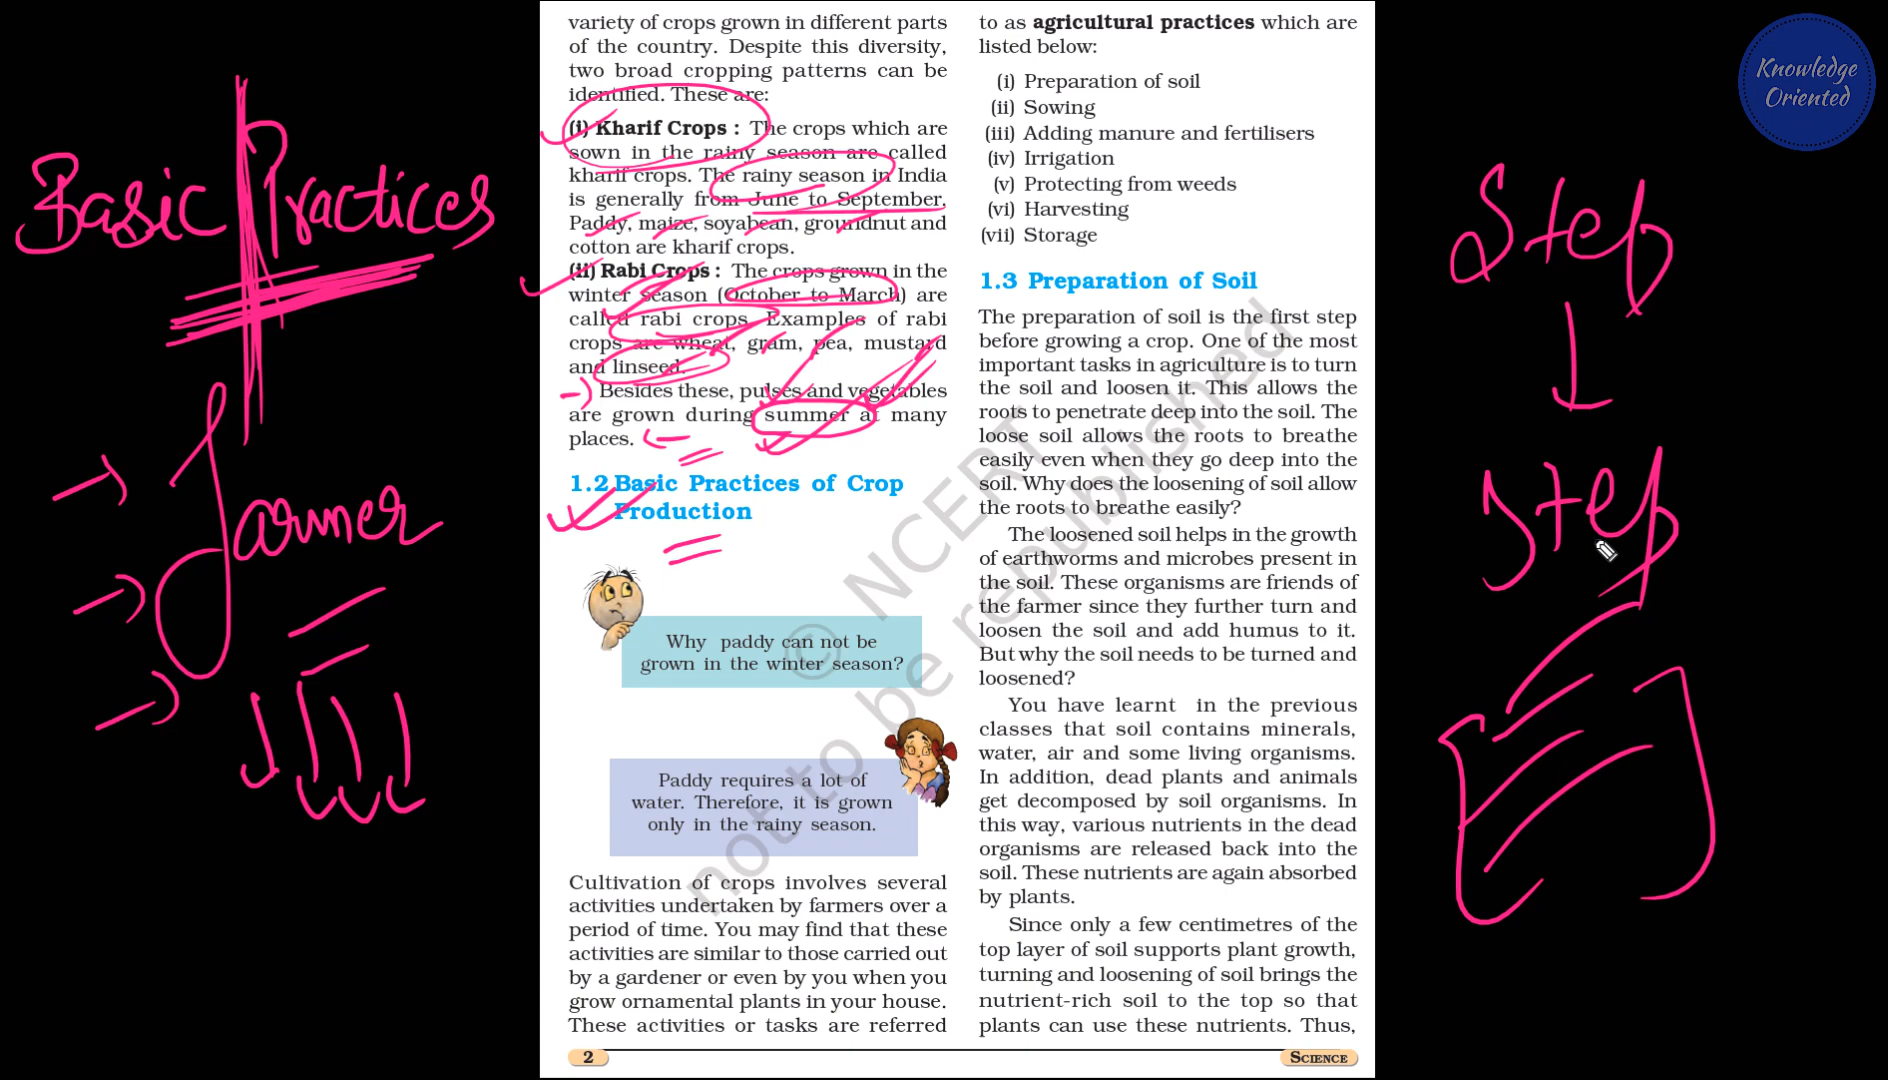 variety of crops grown in different parts
of the country. Despite this diversity,
two broad cropping patterns can be
identified. These are:
(i) Kharif Crops : The crops which are
sown in the rainy season are called
kharif crops. The rainy season in India
is generally from June to September.
Paddy, maize, soyabean, groundnut and
cotton are kharif crops.
(ii) Rabi Crops : The crops grown in the
winter season (October to March) are
called rabi crops. Examples of rabi
crops are wheat, gram, pea, mustard
and linseed.
Besides these, pulses and vegetables
are grown during summer at many
places.
1.2 Basic Practices of Crop
Production
Why paddy can not be
grown in the winter season?
Paddy requires a lot of
water. Therefore, it is grown
only in the rainy season.
Cultivation of crops involves several
activities undertaken by farmers over a
period of time. You may find that these
activities are similar to those carried out
by a gardener or even by you when you
grow ornamental plants in your house.
These activities or tasks are referred
to as agricultural practices which are
listed below:
(i) Preparation of soil
(ii) Sowing
(iii) Adding manure and fertilisers
(iv) Irrigation
(v) Protecting from weeds
(vi) Harvesting
(vii) Storage
1.3 Preparation of Soil
The preparation of soil is the first step
before growing a crop. One of the most
important tasks in agriculture is to turn
the soil and loosen it. This allows the
roots to penetrate deep into the soil. The
loose soil allows the roots to breathe
easily even when they go deep into the
soil. Why does the loosening of soil allow
the roots to breathe easily?
The loosened soil helps in the growth
of earthworms and microbes present in
the soil. These organisms are friends of
the farmer since they further turn and
loosen the soil and add humus to it.
But why the soil needs to be turned and
loosened?
You have learnt in the previous
classes that soil contains minerals,
water, air and some living organisms.
In addition, dead plants and animals
get decomposed by soil organisms. In
this way, various nutrients in the dead
organisms are released back into the
soil. These nutrients are again absorbed
by plants.
Since only a few centimetres of the
top layer of soil supports plant growth,
turning and loosening of soil brings the
nutrient-rich soil to the top so that
plants can use these nutrients. Thus,
2
SCIENCE
© NCERT
not to be republished
Basic Practices
farmer
Step
Step
Knowledge
Oriented